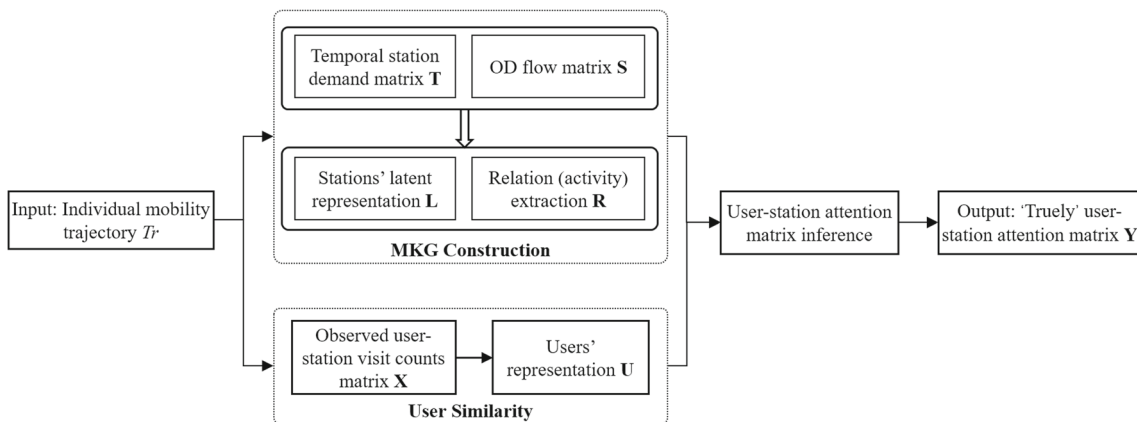 Input: Individual mobility
trajectory Tr
Temporal station
demand matrix T
OD flow matrix S
Stations' latent
representation L
Relation (activity)
extraction R
MKG Construction
Observed user-
station visit counts
matrix X
Users'
representation U
User Similarity
User-station attention
matrix inference
Output: 'Truely' user-
station attention matrix Y